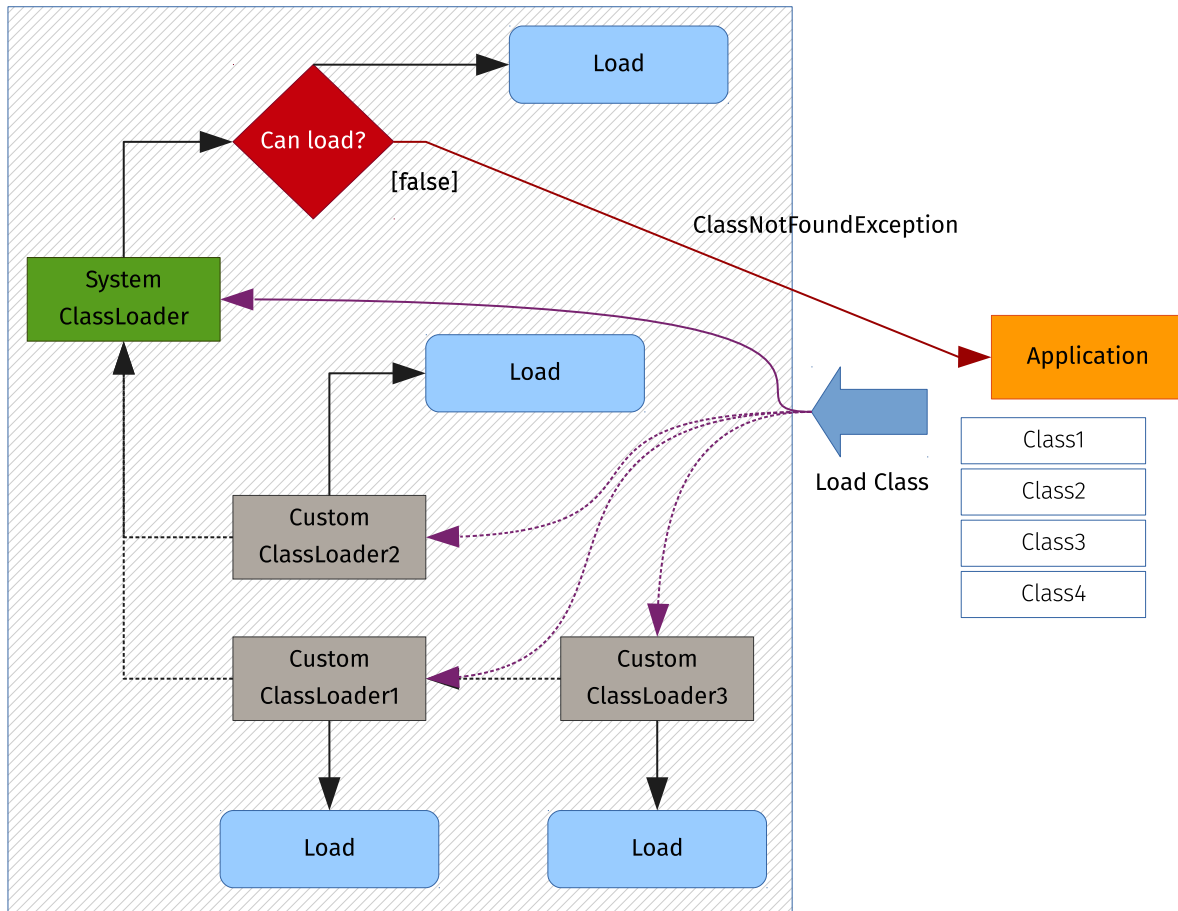 Load
Can load?
[false]
ClassNotFoundException
System
ClassLoader
Application
Load
Class1
Load Class
Class2
Custom
ClassLoader2
Class3
Class4
Custom
ClassLoader1
Custom
ClassLoader3
Load
Load